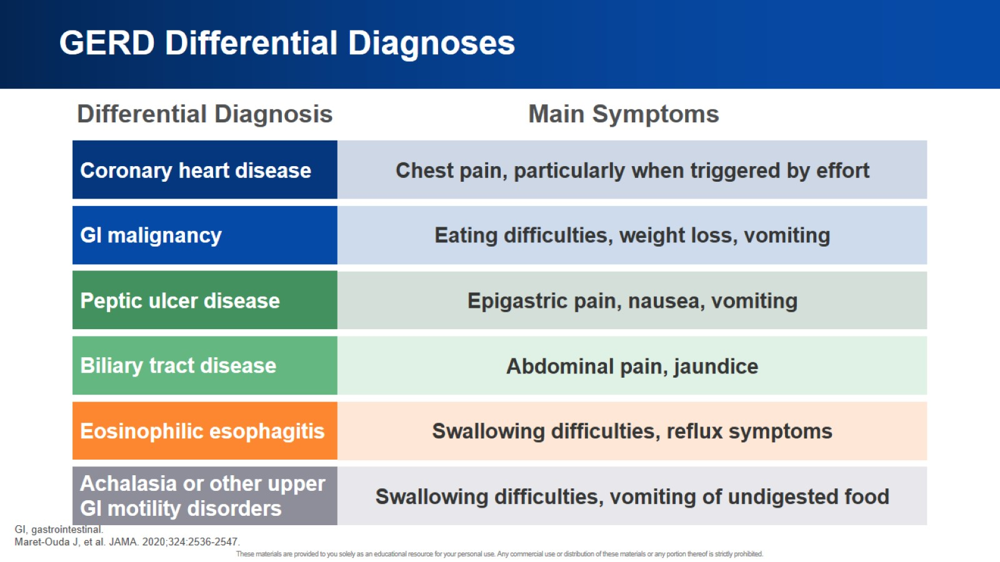 GERD Differential Diagnoses
Differential Diagnosis
Main Symptoms
Coronary heart disease
Chest pain, particularly when triggered by effort
GI malignancy
Eating difficulties, weight loss, vomiting
Peptic ulcer disease
Epigastric pain, nausea, vomiting
Biliary tract disease
Abdominal pain, jaundice
Eosinophilic esophagitis
Swallowing difficulties, reflux symptoms
Achalasia or other upper
GI motility disorders
Swallowing difficulties, vomiting of undigested food
GI, gastrointestinal.
Maret-Ouda J, et al. JAMA. 2020;324:2536-2547.
These materials are provided to you solely as an educational resource for your personal use. Any commercial use or distribution of these materials or any portion thereof is strictly prohibited.